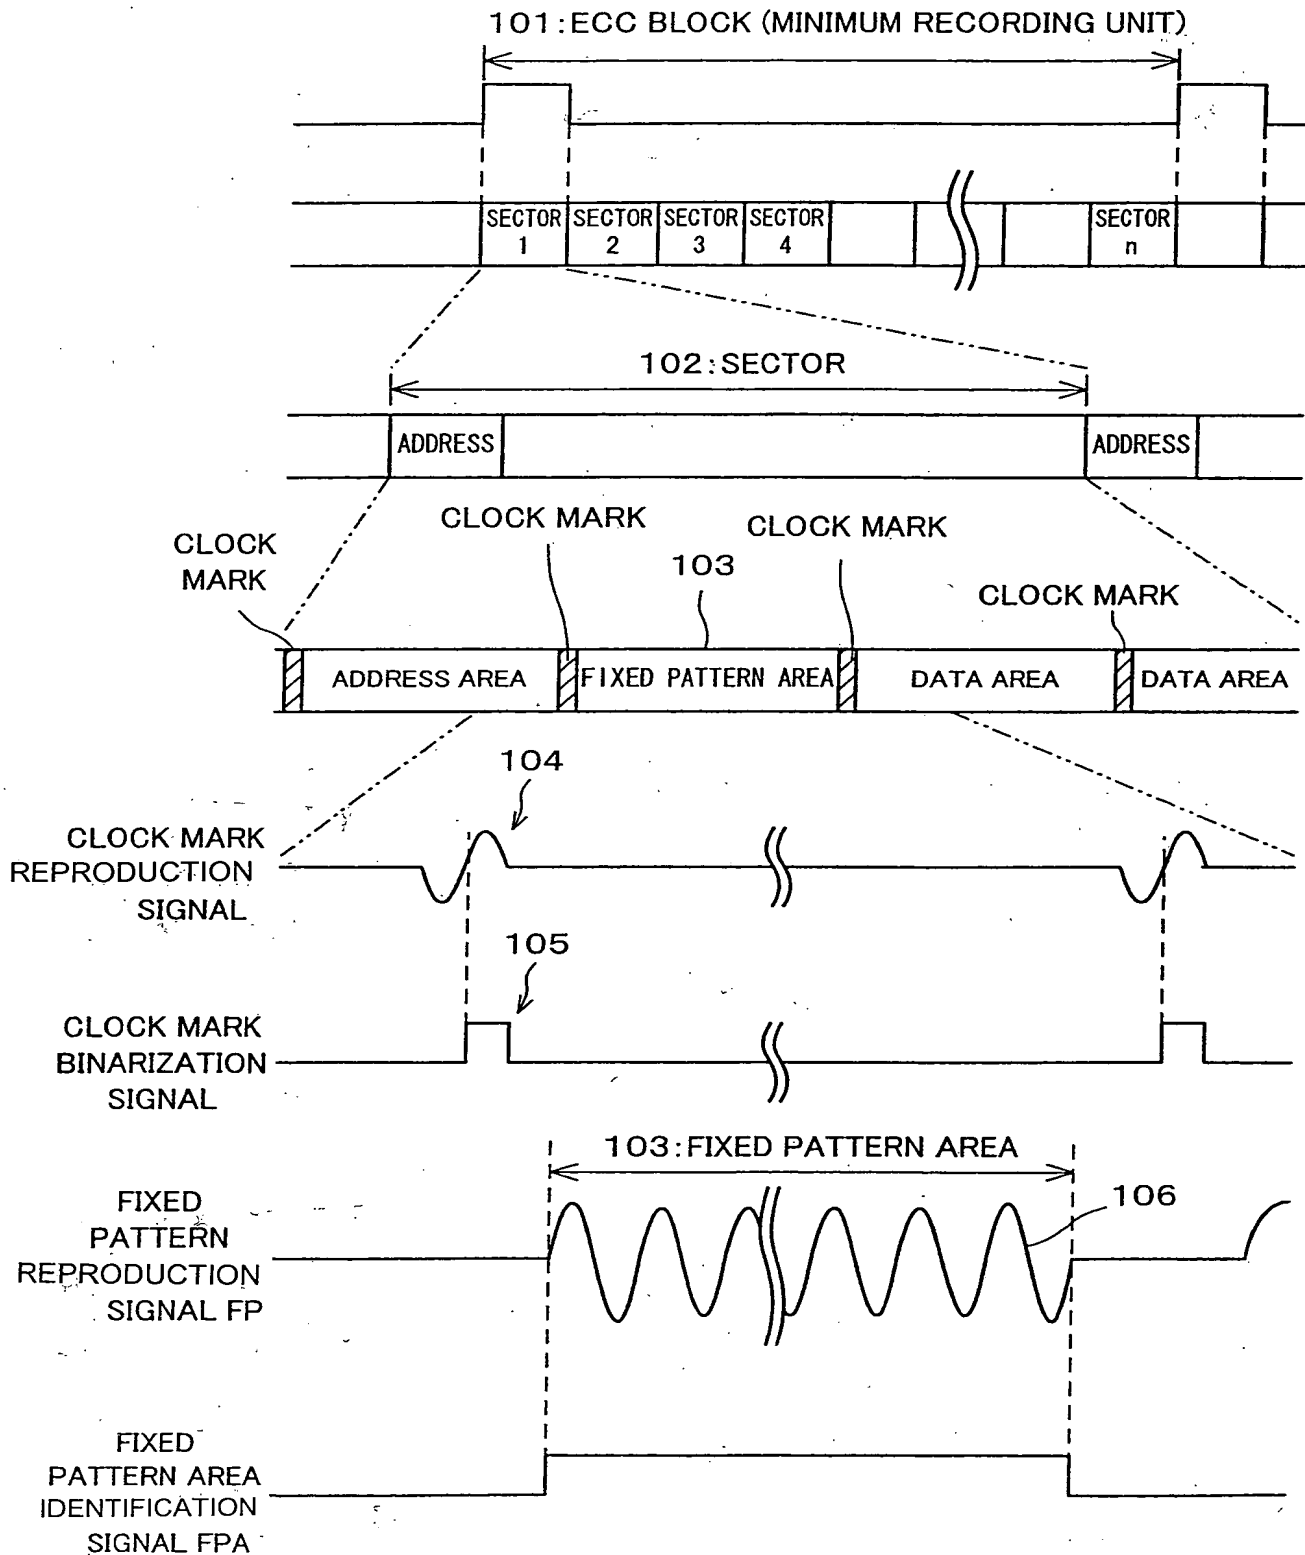 101:ECC BLOCK (MINIMUM RECORDING UNIT)
SECTOR 1 SECTOR 2 SECTOR 3 SECTOR 4 SECTOR n
102:SECTOR
ADDRESS ADDRESS
CLOCK MARK
CLOCK MARK
CLOCK
MARK
103
CLOCK MARK
ADDRESS AREA FIXED PATTERN AREA DATA AREA DATA AREA
104
CLOCK MARK
REPRODUCTION
SIGNAL
105
CLOCK MARK
BINARIZATION
SIGNAL
103:FIXED PATTERN AREA
106
FIXED
PATTERN
REPRODUCTION
SIGNAL FP
FIXED
PATTERN AREA
IDENTIFICATION
SIGNAL FPA